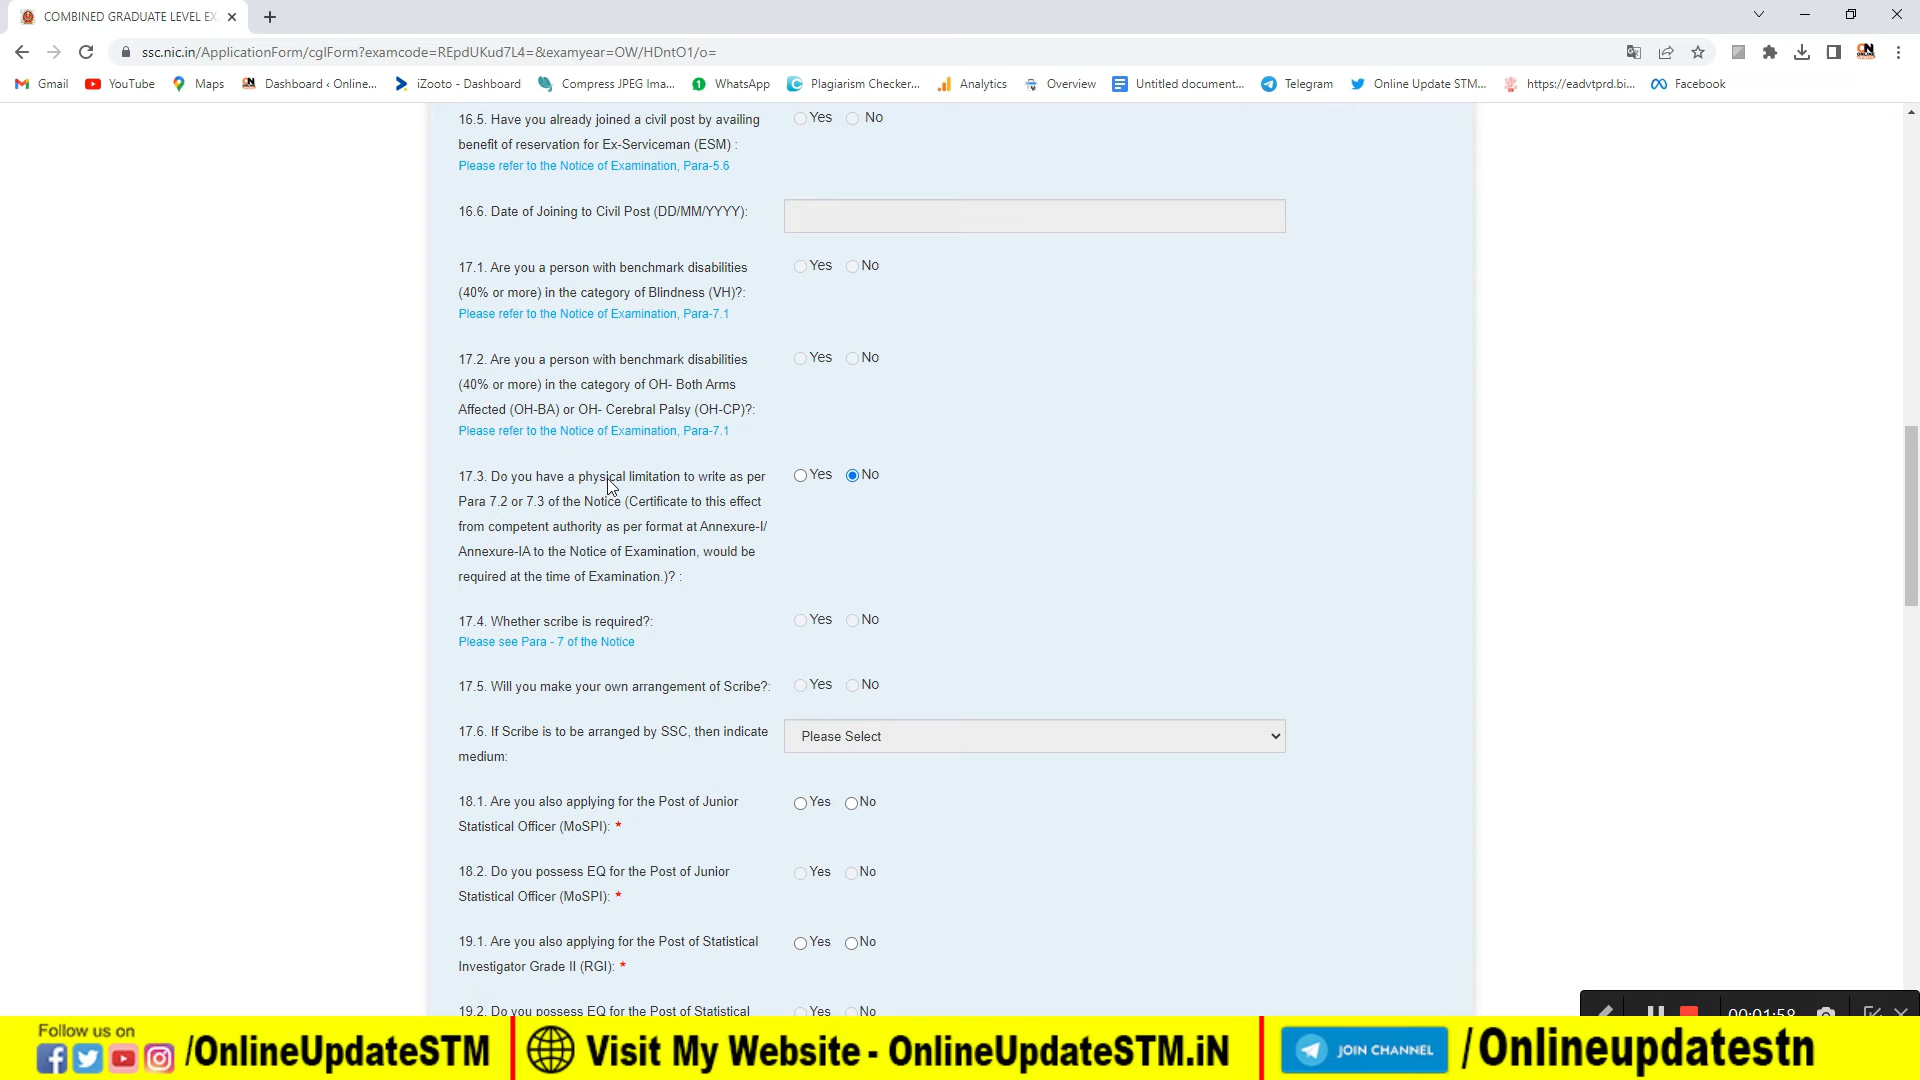 COMBINED GRADUATE LEVEL EX
ssc.nic.in/ApplicationForm/cglForm?examcode=REpdUKud7L4=&examyear=OW/HDntO1/o=
Gmail YouTube Maps Dashboard ‹ Online... iZooto - Dashboard Compress JPEG Ima... WhatsApp Plagiarism Checker... Analytics Overview Untitled document... Telegram Online Update STM... https://eadvtprd.bi... Facebook
16.5. Have you already joined a civil post by availing Yes No
benefit of reservation for Ex-Serviceman (ESM) :
Please refer to the Notice of Examination, Para-5.6
16.6. Date of Joining to Civil Post (DD/MM/YYYY):
17.1. Are you a person with benchmark disabilities Yes No
(40% or more) in the category of Blindness (VH)?:
Please refer to the Notice of Examination, Para-7.1
17.2. Are you a person with benchmark disabilities Yes No
(40% or more) in the category of OH- Both Arms
Affected (OH-BA) or OH- Cerebral Palsy (OH-CP)?:
Please refer to the Notice of Examination, Para-7.1
17.3. Do you have a physical limitation to write as per Yes No
Para 7.2 or 7.3 of the Notice (Certificate to this effect
from competent authority as per format at Annexure-I/
Annexure-IA to the Notice of Examination, would be
required at the time of Examination.)? :
17.4. Whether scribe is required?: Yes No
Please see Para - 7 of the Notice
17.5. Will you make your own arrangement of Scribe?: Yes No
17.6. If Scribe is to be arranged by SSC, then indicate Please Select
medium:
18.1. Are you also applying for the Post of Junior Yes No
Statistical Officer (MoSPI): *
18.2. Do you possess EQ for the Post of Junior Yes No
Statistical Officer (MoSPI): *
19.1. Are you also applying for the Post of Statistical Yes No
Investigator Grade II (RGI): *
19.2. Do you possess EQ for the Post of Statistical Yes No
00:01:58
Follow us on
/OnlineUpdateSTM Visit My Website - OnlineUpdateSTM.iN JOIN CHANNEL /Onlineupdatestn